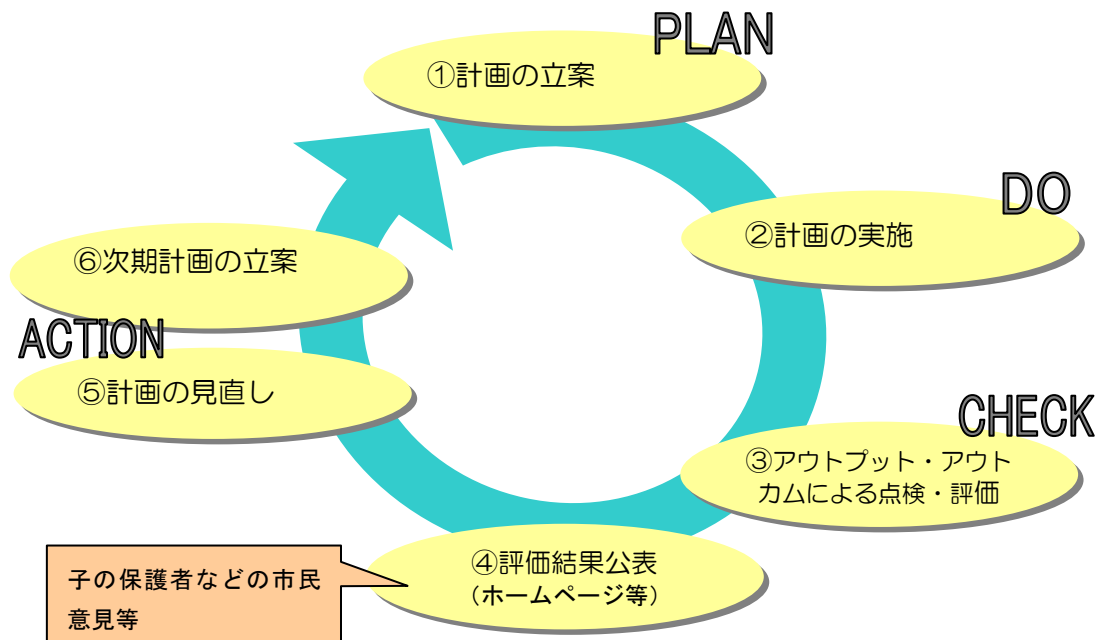 PLAN
①計画の立案
DO
②計画の実施
CHECK
③アウトプット・アウト
カムによる点検・評価
④評価結果公表
（ホームページ等）
子の保護者などの市民
意見等
ACTION
⑤計画の見直し
⑥次期計画の立案